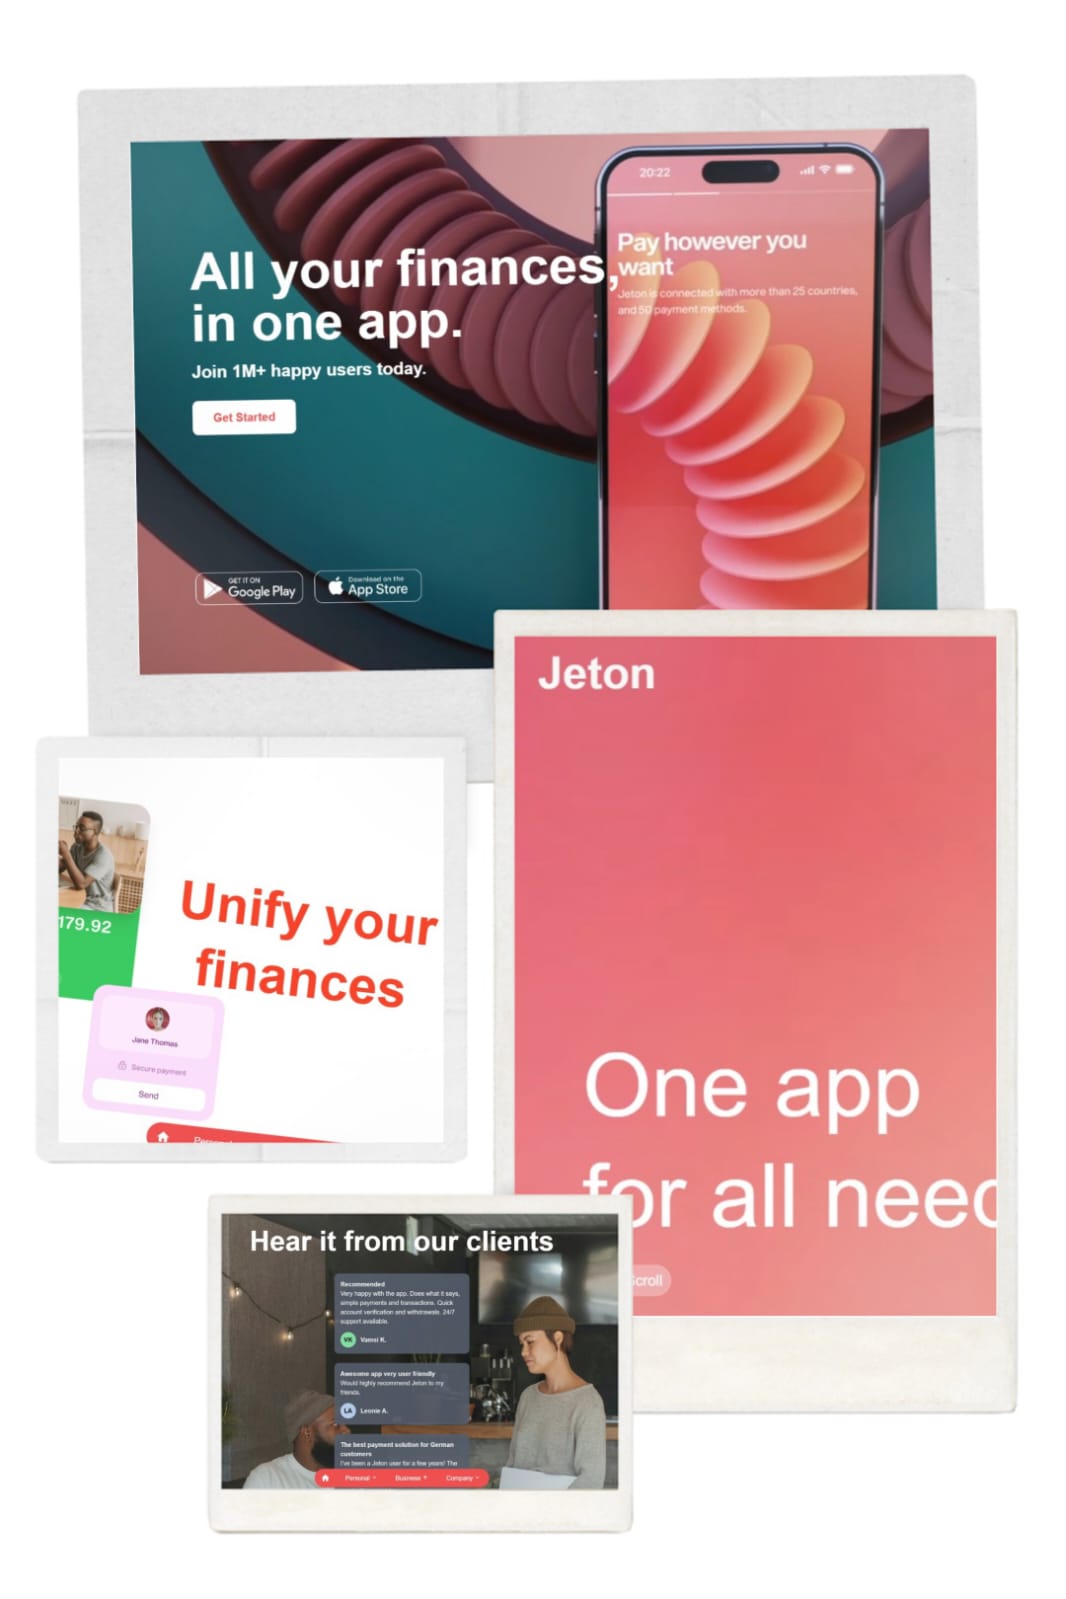 All your finances,
in one app.
Join 1M+ happy users today.
Get Started
GET IT ON
Google Play
Download on the
App Store
20:22
Pay however you
want
Jeton is connected with more than 25 countries,
and 50 payment methods.
Jeton
One app
for all need
Scroll
179.92
Unify your
finances
Jane Thomas
Secure payment
Send
Hear it from our clients
Recommended
Very happy with the app. Does what it says,
simple payments and transactions. Quick
account verification and withdrawals. 24/7
support available.
VK
Vamsi K.
Awesome app very user friendly
Would highly recommend Jeton to my
friends.
LA
Leonie A.
The best payment solution for German
customers
I've been a Jeton user for a few years! The
Personal
Business
Company